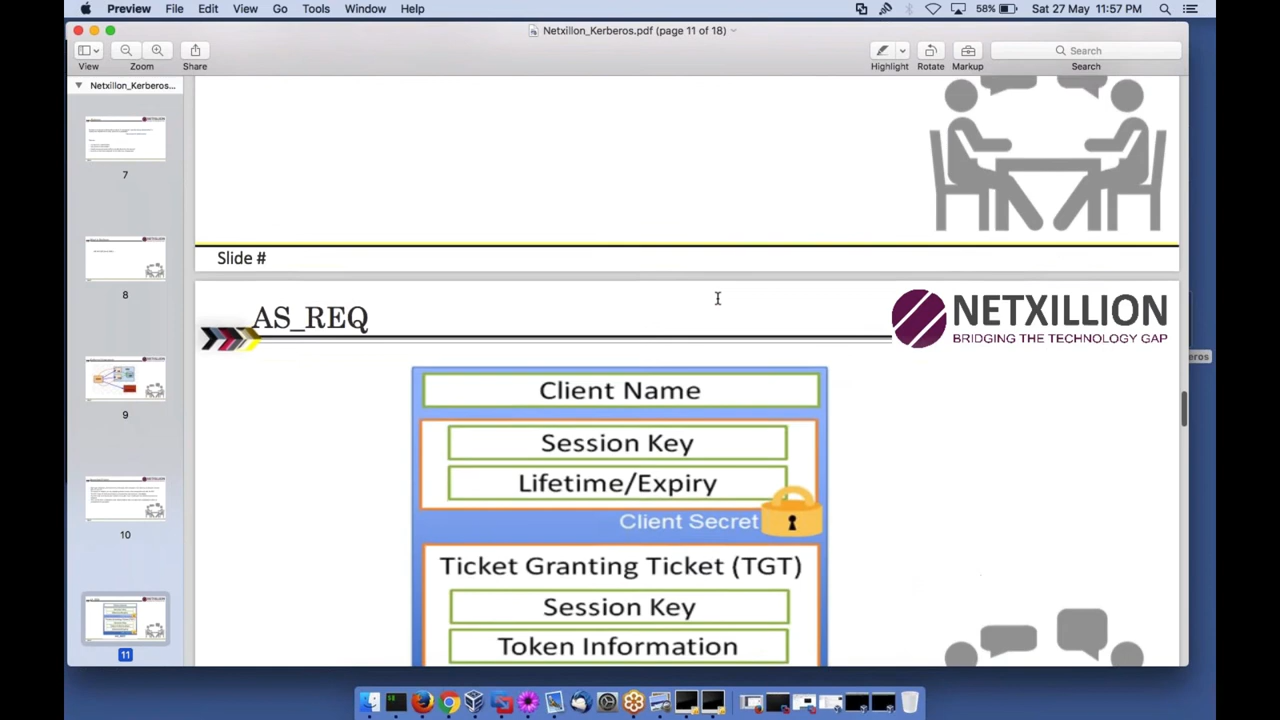 Preview File Edit View Go Tools Window Help 58% Sat 27 May 11:57 PM
Netxillon_Kerberos.pdf (page 11 of 18)
View Zoom Share Highlight Rotate Markup Search
Search
Netxillon_Kerberos...
7
8
9
10
11
Slide #
AS_REQ
NETXILLION
BRIDGING THE TECHNOLOGY GAP
eros
Client Name
Session Key
Lifetime/Expiry
Client Secret
Ticket Granting Ticket (TGT)
Session Key
Token Information